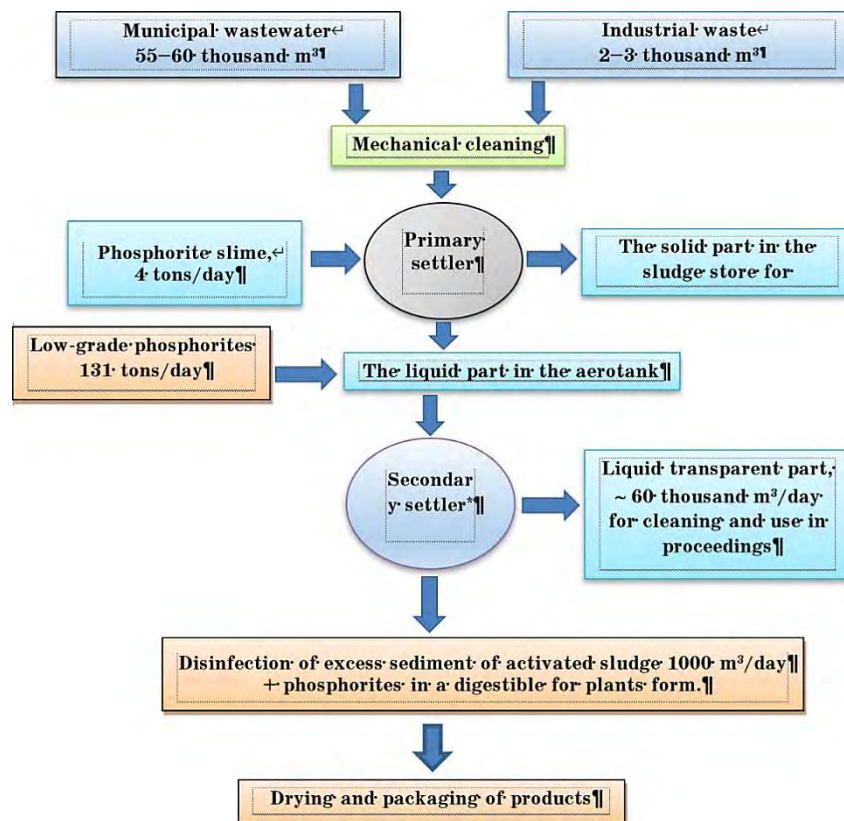 Municipal wastewater↵
55–60 thousand m³¶
Industrial waste↵
2–3 thousand m³¶
Mechanical cleaning¶
Phosphorite slime,↵
4 tons/day¶
Primary
settler¶
The solid part in the
sludge store for
Low-grade phosphorites
131 tons/day¶
The liquid part in the aerotank¶
Secondar
y settler*¶
Liquid transparent part,
~ 60 thousand m³/day
for cleaning and use in
proceedings¶
Disinfection of excess sediment of activated sludge 1000 m³/day¶
+ phosphorites in a digestible for plants form.¶
Drying and packaging of products¶